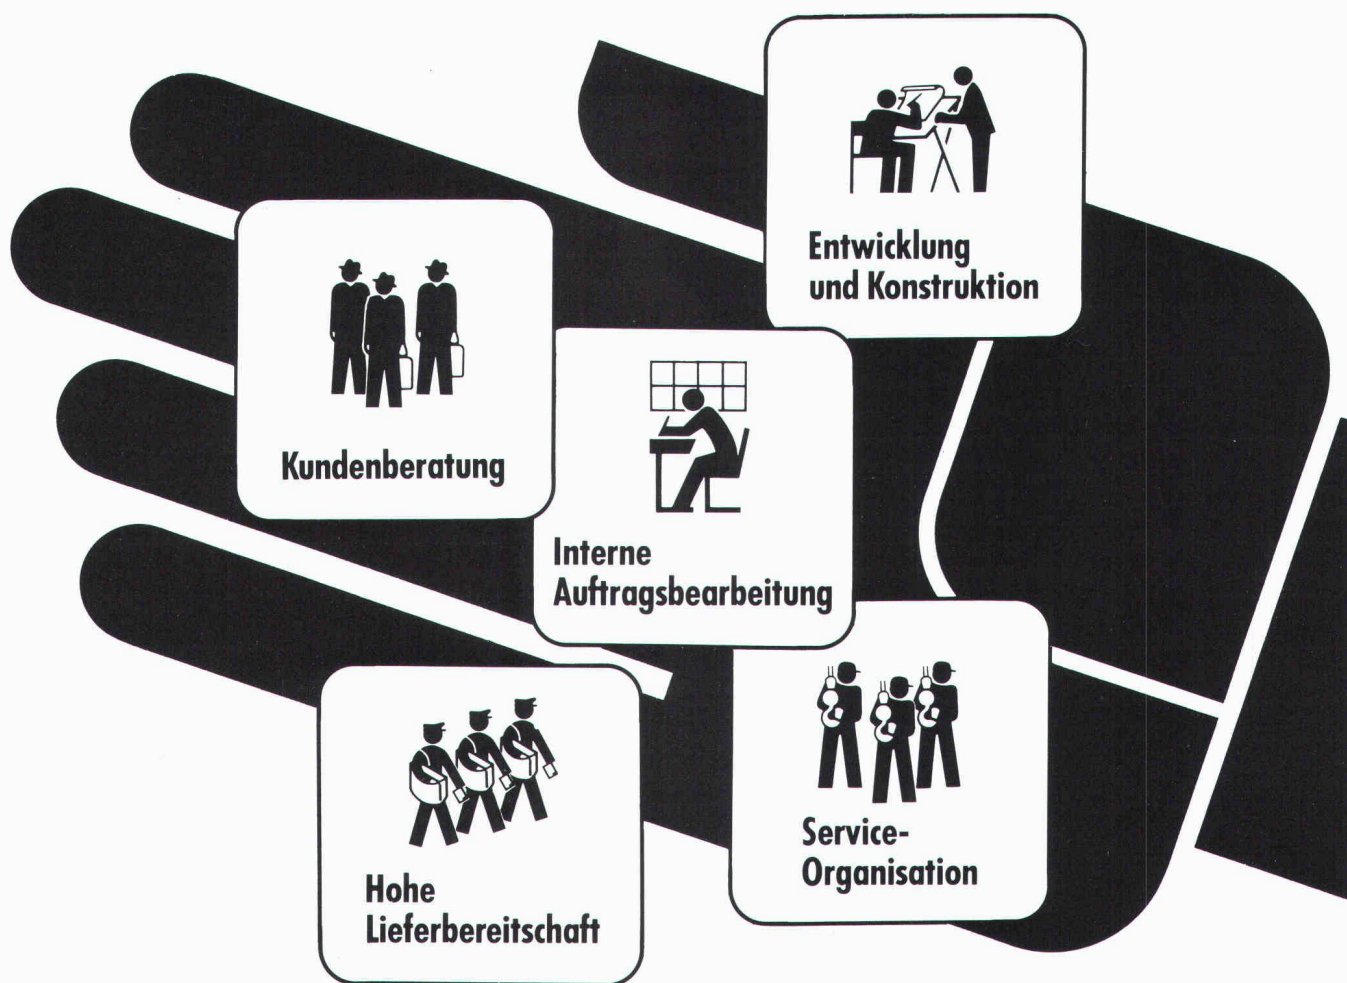 Entwicklung
und Konstruktion
Kundenberatung
Interne
Auftragsbearbeitung
Service-
Organisation
Hohe
Lieferbereitschaft